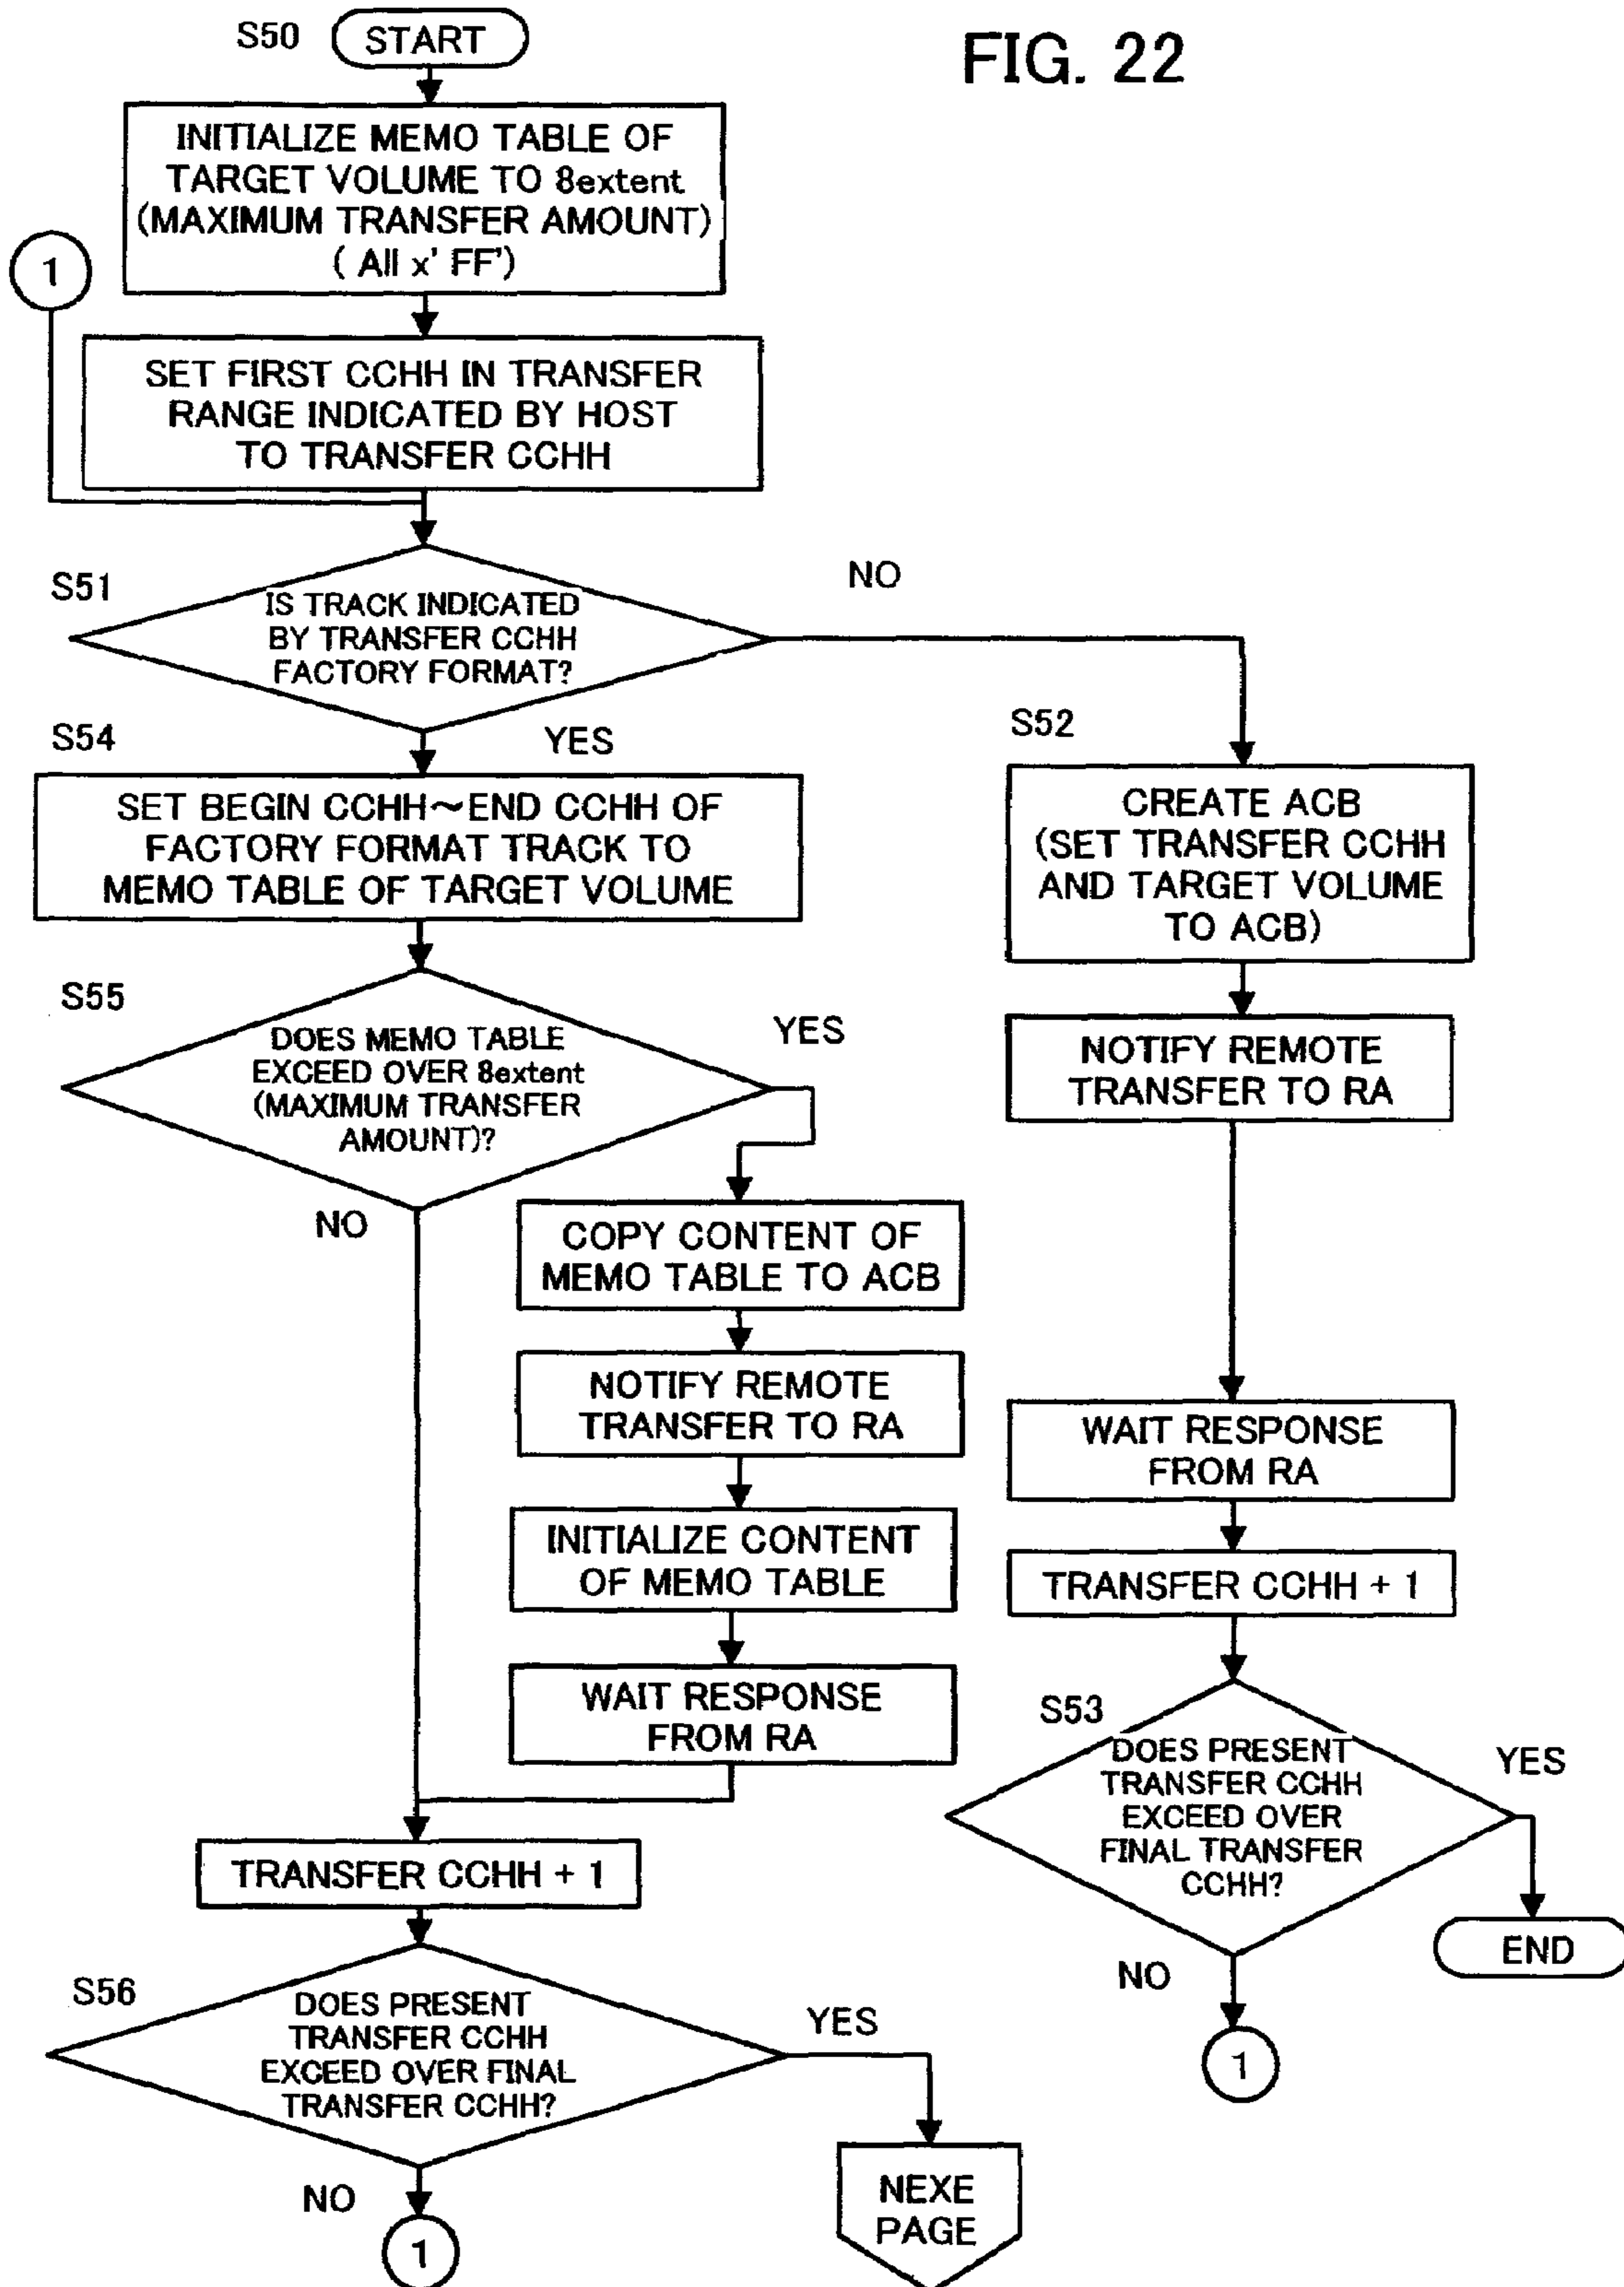 FIG. 22
S50
START
INITIALIZE MEMO TABLE OF
TARGET VOLUME TO 8extent
(MAXIMUM TRANSFER AMOUNT)
( All x' FF')
1
SET FIRST CCHH IN TRANSFER
RANGE INDICATED BY HOST
TO TRANSFER CCHH
S51
IS TRACK INDICATED
BY TRANSFER CCHH
FACTORY FORMAT?
NO
YES
S54
SET BEGIN CCHH~END CCHH OF
FACTORY FORMAT TRACK TO
MEMO TABLE OF TARGET VOLUME
S52
CREATE ACB
(SET TRANSFER CCHH
AND TARGET VOLUME
TO ACB)
S55
DOES MEMO TABLE
EXCEED OVER 8extent
(MAXIMUM TRANSFER
AMOUNT)?
YES
NO
NOTIFY REMOTE
TRANSFER TO RA
COPY CONTENT OF
MEMO TABLE TO ACB
NOTIFY REMOTE
TRANSFER TO RA
INITIALIZE CONTENT
OF MEMO TABLE
WAIT RESPONSE
FROM RA
WAIT RESPONSE
FROM RA
TRANSFER CCHH + 1
S53
DOES PRESENT
TRANSFER CCHH
EXCEED OVER
FINAL TRANSFER
CCHH?
YES
END
NO
1
TRANSFER CCHH + 1
S56
DOES PRESENT
TRANSFER CCHH
EXCEED OVER FINAL
TRANSFER CCHH?
YES
NO
1
NEXE
PAGE